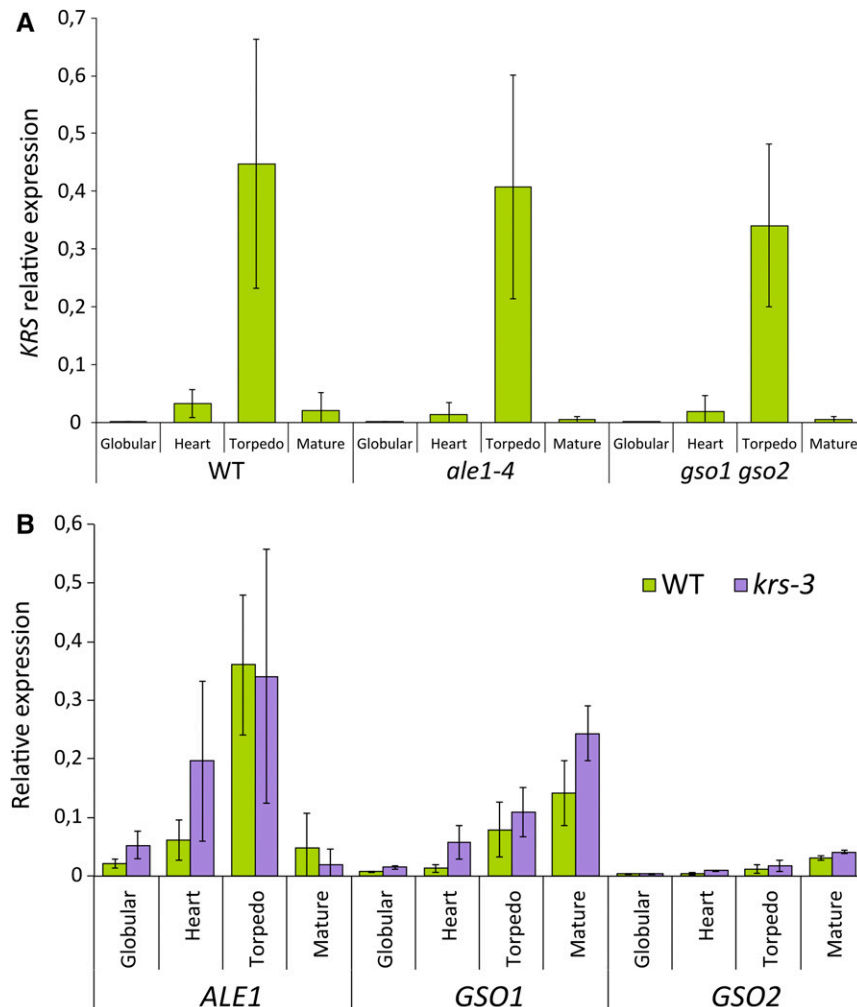 A
0,7
0,6
0,5
0,4
0,3
0,2
0,1
0
KRS relative expression
Globular Heart Torpedo Mature Globular Heart Torpedo Mature Globular Heart Torpedo Mature
WT ale1-4 gso1 gso2
B
0,6
0,5
0,4
0,3
0,2
0,1
0
Relative expression
WT krs-3
Globular Heart Torpedo Mature Globular Heart Torpedo Mature Globular Heart Torpedo Mature
ALE1 GSO1 GSO2